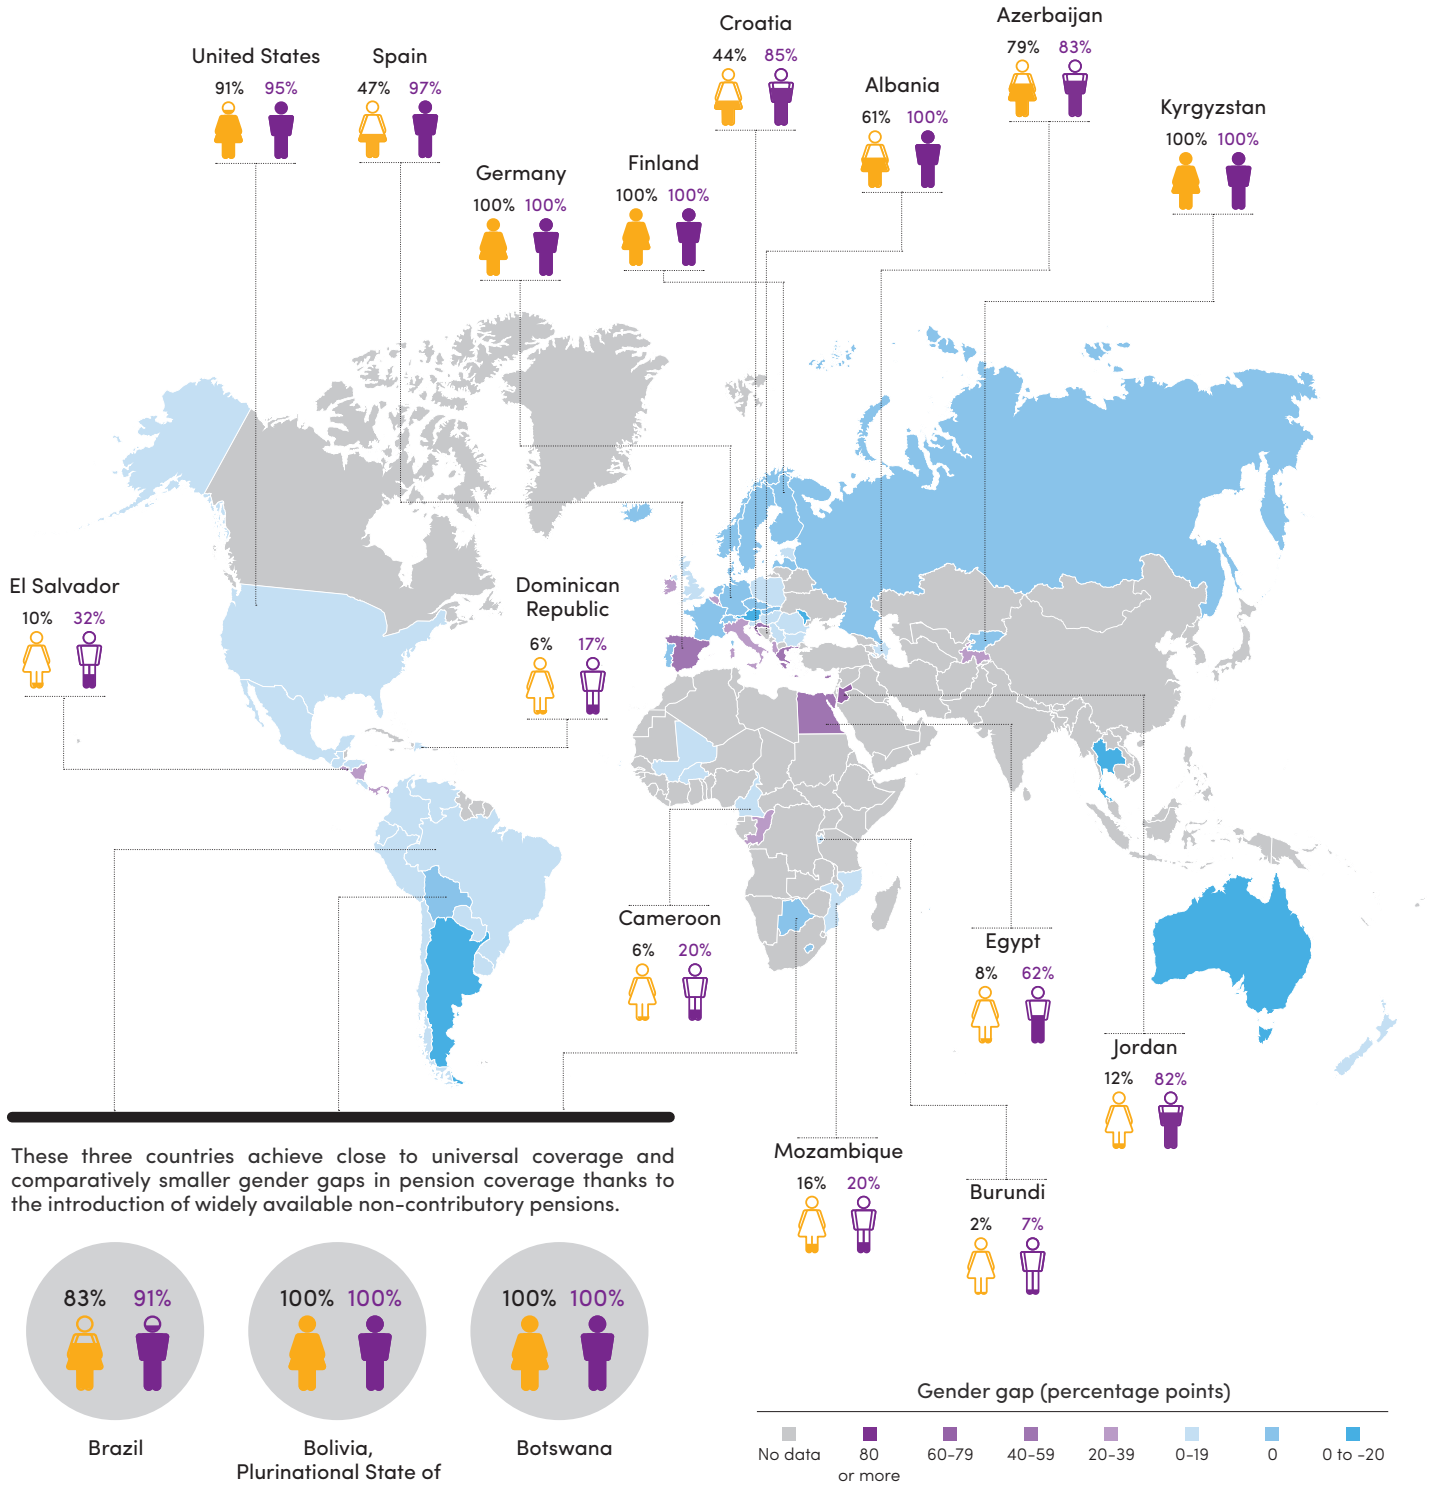 Croatia
44% 85%
Azerbaijan
79% 83%
United States
91% 95%
Spain
47% 97%
Albania
61% 100%
Kyrgyzstan
100% 100%
Germany
100% 100%
Finland
100% 100%
El Salvador
10% 32%
Dominican
Republic
6% 17%
Cameroon
6% 20%
Egypt
8% 62%
Jordan
12% 82%
Mozambique
16% 20%
Burundi
2% 7%
These three countries achieve close to universal coverage and
comparatively smaller gender gaps in pension coverage thanks to
the introduction of widely available non-contributory pensions.
83% 91%
Brazil
100% 100%
Bolivia,
Plurinational State of
100% 100%
Botswana
Gender gap (percentage points)
No data
80
or more
60-79
40-59
20-39
0-19
0
0 to -20